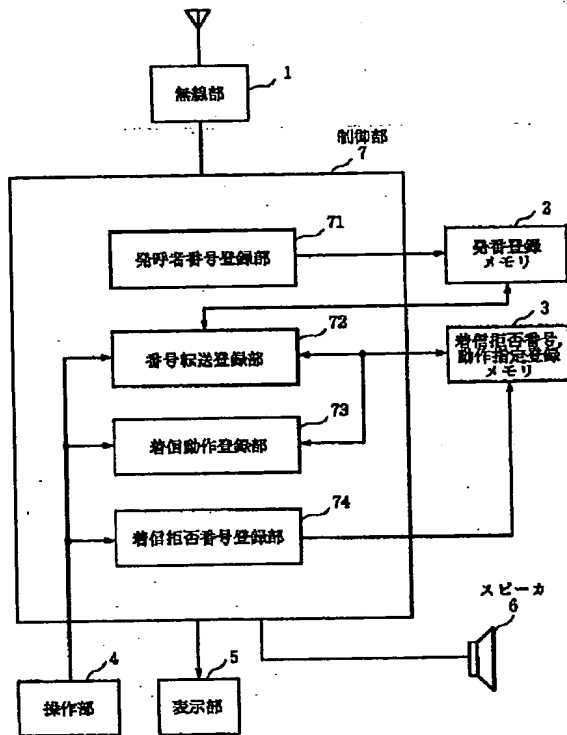 1
無線部
制御部
7
71
発呼者番号登録部
2
発番登録
メモリ
72
番号転送登録部
3
着信拒否番号,
動作指定登録
メモリ
73
着信動作登録部
74
着信拒否番号登録部
スピーカ
6
4
操作部
5
表示部